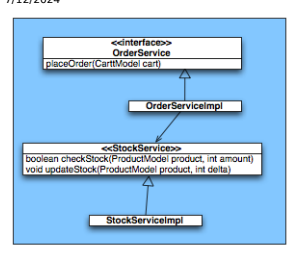 7/12/2024
<<interface>>
OrderService
placeOrder(CarttModel cart)
OrderServiceImpl
<<StockService>>
boolean checkStock(ProductModel product, int amount)
void updateStock(ProductModel product, int delta)
StockServiceImpl